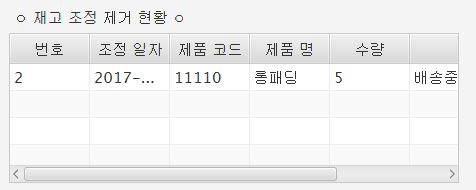 ㅇ 재고 조정 제거 현황 ㅇ
번호 조정 일자 제품 코드 제품 명 수량
2 2017-... 11110 롱패딩 5 배송중